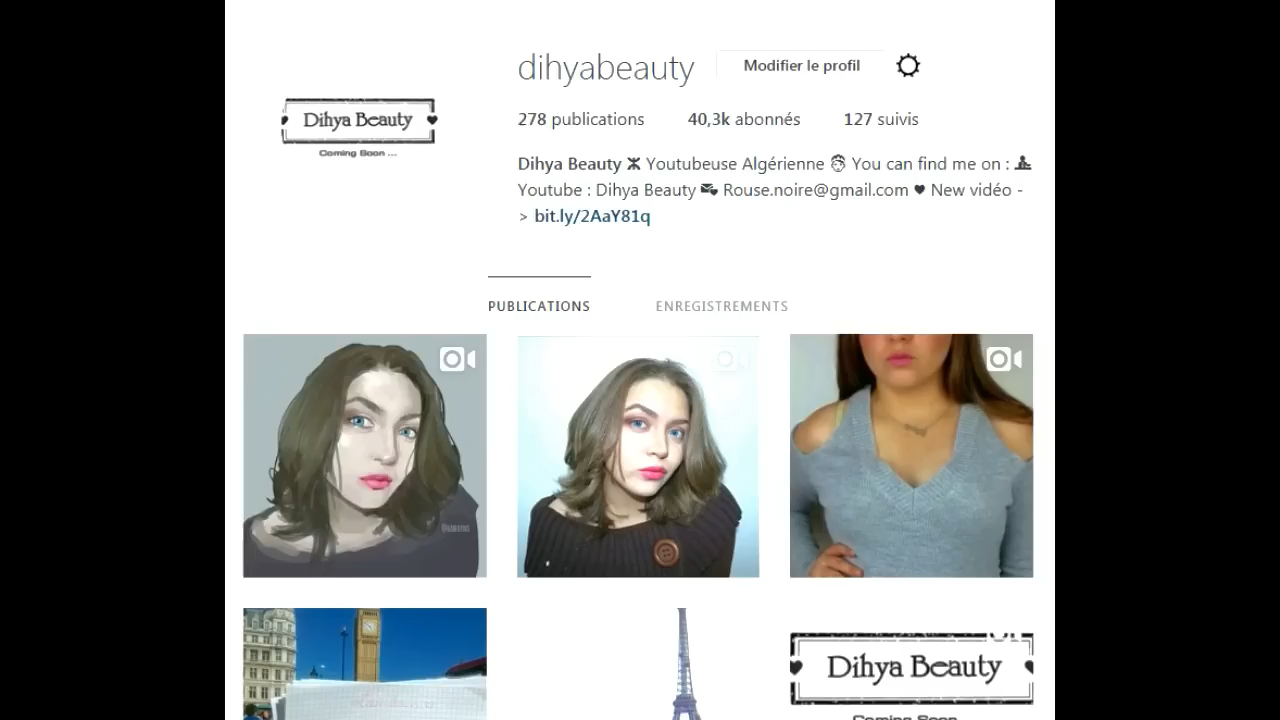 dihyabeauty
Modifier le profil
278 publications
40,3k abonnés
127 suivis
Dihya Beauty ⵣ Youtubeuse Algérienne You can find me on :
Youtube : Dihya Beauty Rouse.noire@gmail.com ♥ New vidéo -
> bit.ly/2AaY81q
Dihya Beauty
Coming Soon ...
PUBLICATIONS
ENREGISTREMENTS
Dihya Beauty
Coming Soon